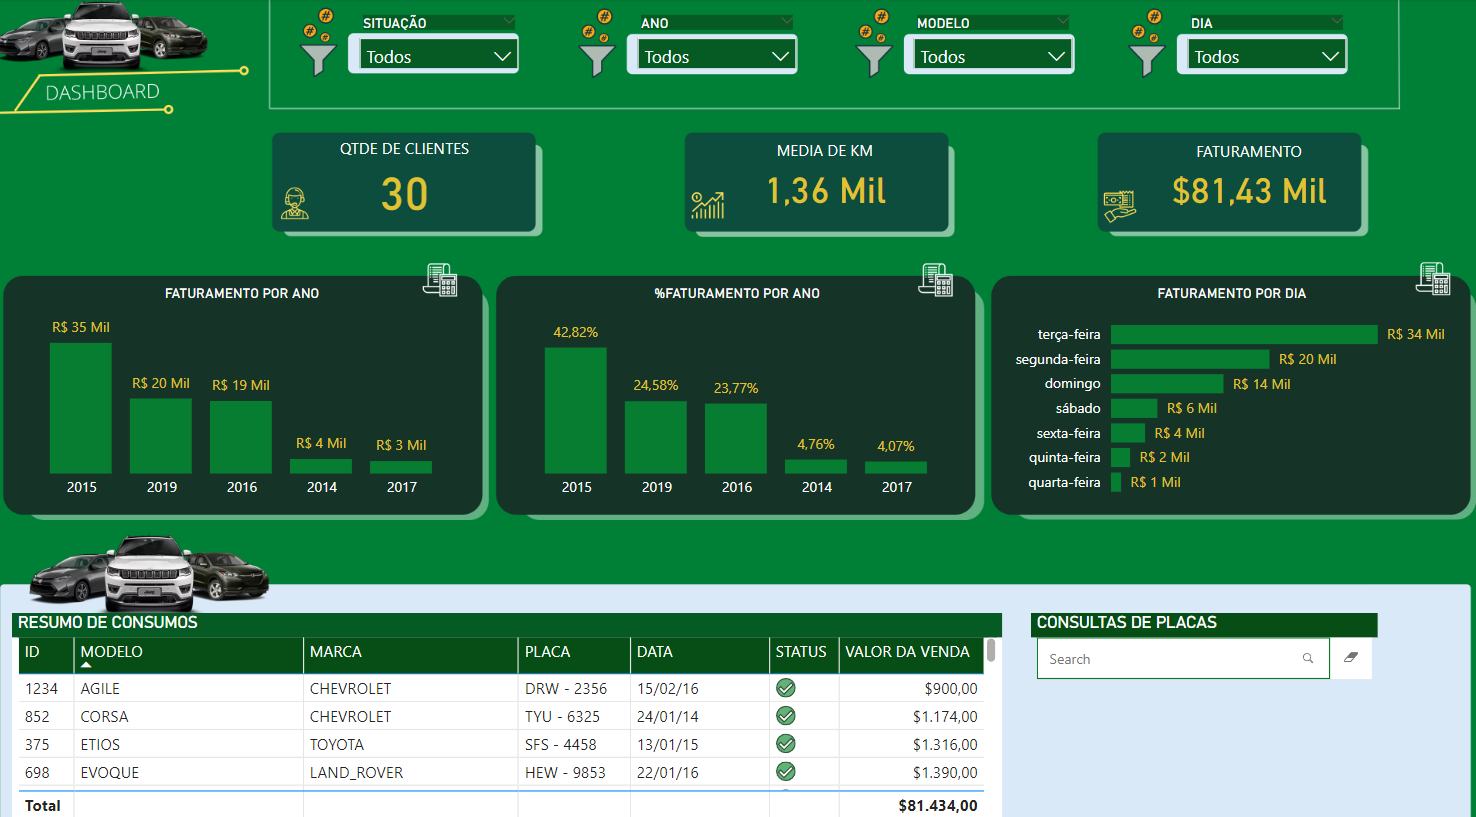 DASHBOARD
SITUAÇÃO
Todos
ANO
Todos
MODELO
Todos
DIA
Todos
QTDE DE CLIENTES
30
MEDIA DE KM
1,36 Mil
FATURAMENTO
$81,43 Mil
FATURAMENTO POR ANO
R$ 35 Mil
R$ 20 Mil
R$ 19 Mil
R$ 4 Mil
R$ 3 Mil
2015 2019 2016 2014 2017
%FATURAMENTO POR ANO
42,82%
24,58%
23,77%
4,76%
4,07%
2015 2019 2016 2014 2017
FATURAMENTO POR DIA
terça-feira R$ 34 Mil
segunda-feira R$ 20 Mil
domingo R$ 14 Mil
sábado R$ 6 Mil
sexta-feira R$ 4 Mil
quinta-feira R$ 2 Mil
quarta-feira R$ 1 Mil
RESUMO DE CONSUMOS
ID MODELO MARCA PLACA DATA STATUS VALOR DA VENDA
1234 AGILE CHEVROLET DRW - 2356 15/02/16 $900,00
852 CORSA CHEVROLET TYU - 6325 24/01/14 $1.174,00
375 ETIOS TOYOTA SFS - 4458 13/01/15 $1.316,00
698 EVOQUE LAND_ROVER HEW - 9853 22/01/16 $1.390,00
Total $81.434,00
CONSULTAS DE PLACAS
Search